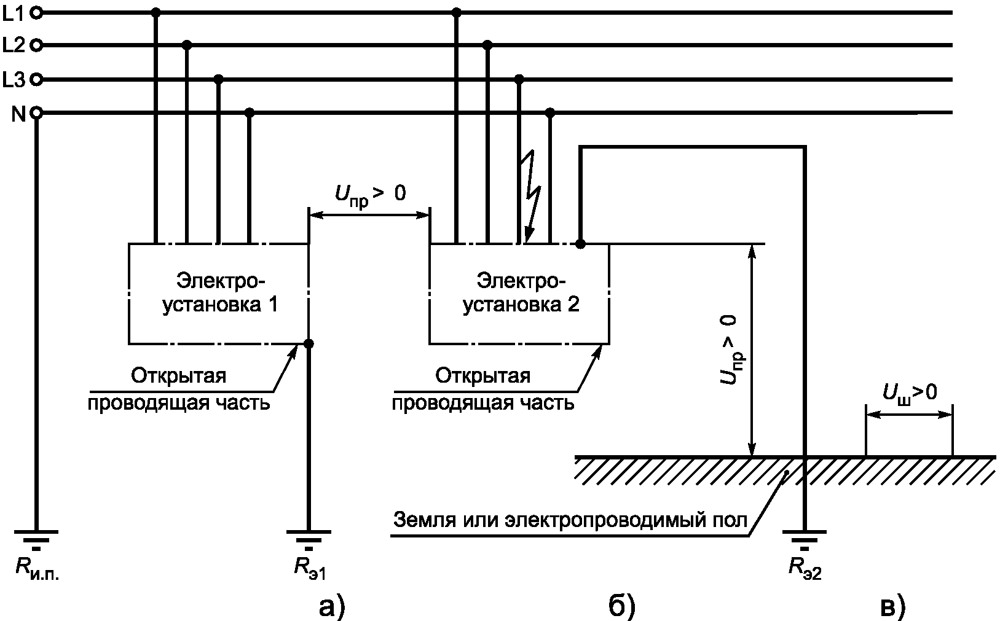 L1
L2
L3
N
Uпр > 0
Электро-
установка 1
Электро-
установка 2
Открытая
проводящая часть
Открытая
проводящая часть
Uпр > 0
Uш>0
Земля или электропроводимый пол
Rи.п.
Rэ1
Rэ2
а)
б)
в)